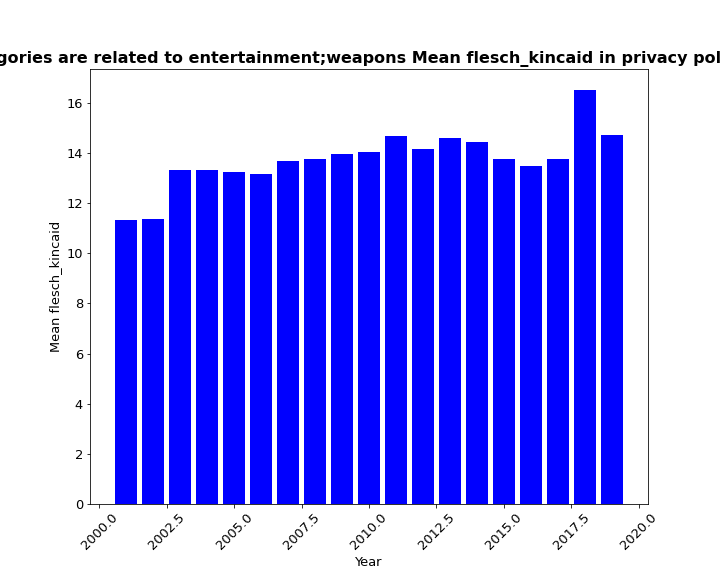 gories are related to entertainment;weapons Mean flesch_kincaid in privacy pol
16
14
12
10
8
6
4
2
0
Mean flesch_kincaid
2000.0 2002.5 2005.0 2007.5 2010.0 2012.5 2015.0 2017.5 2020.0
Year